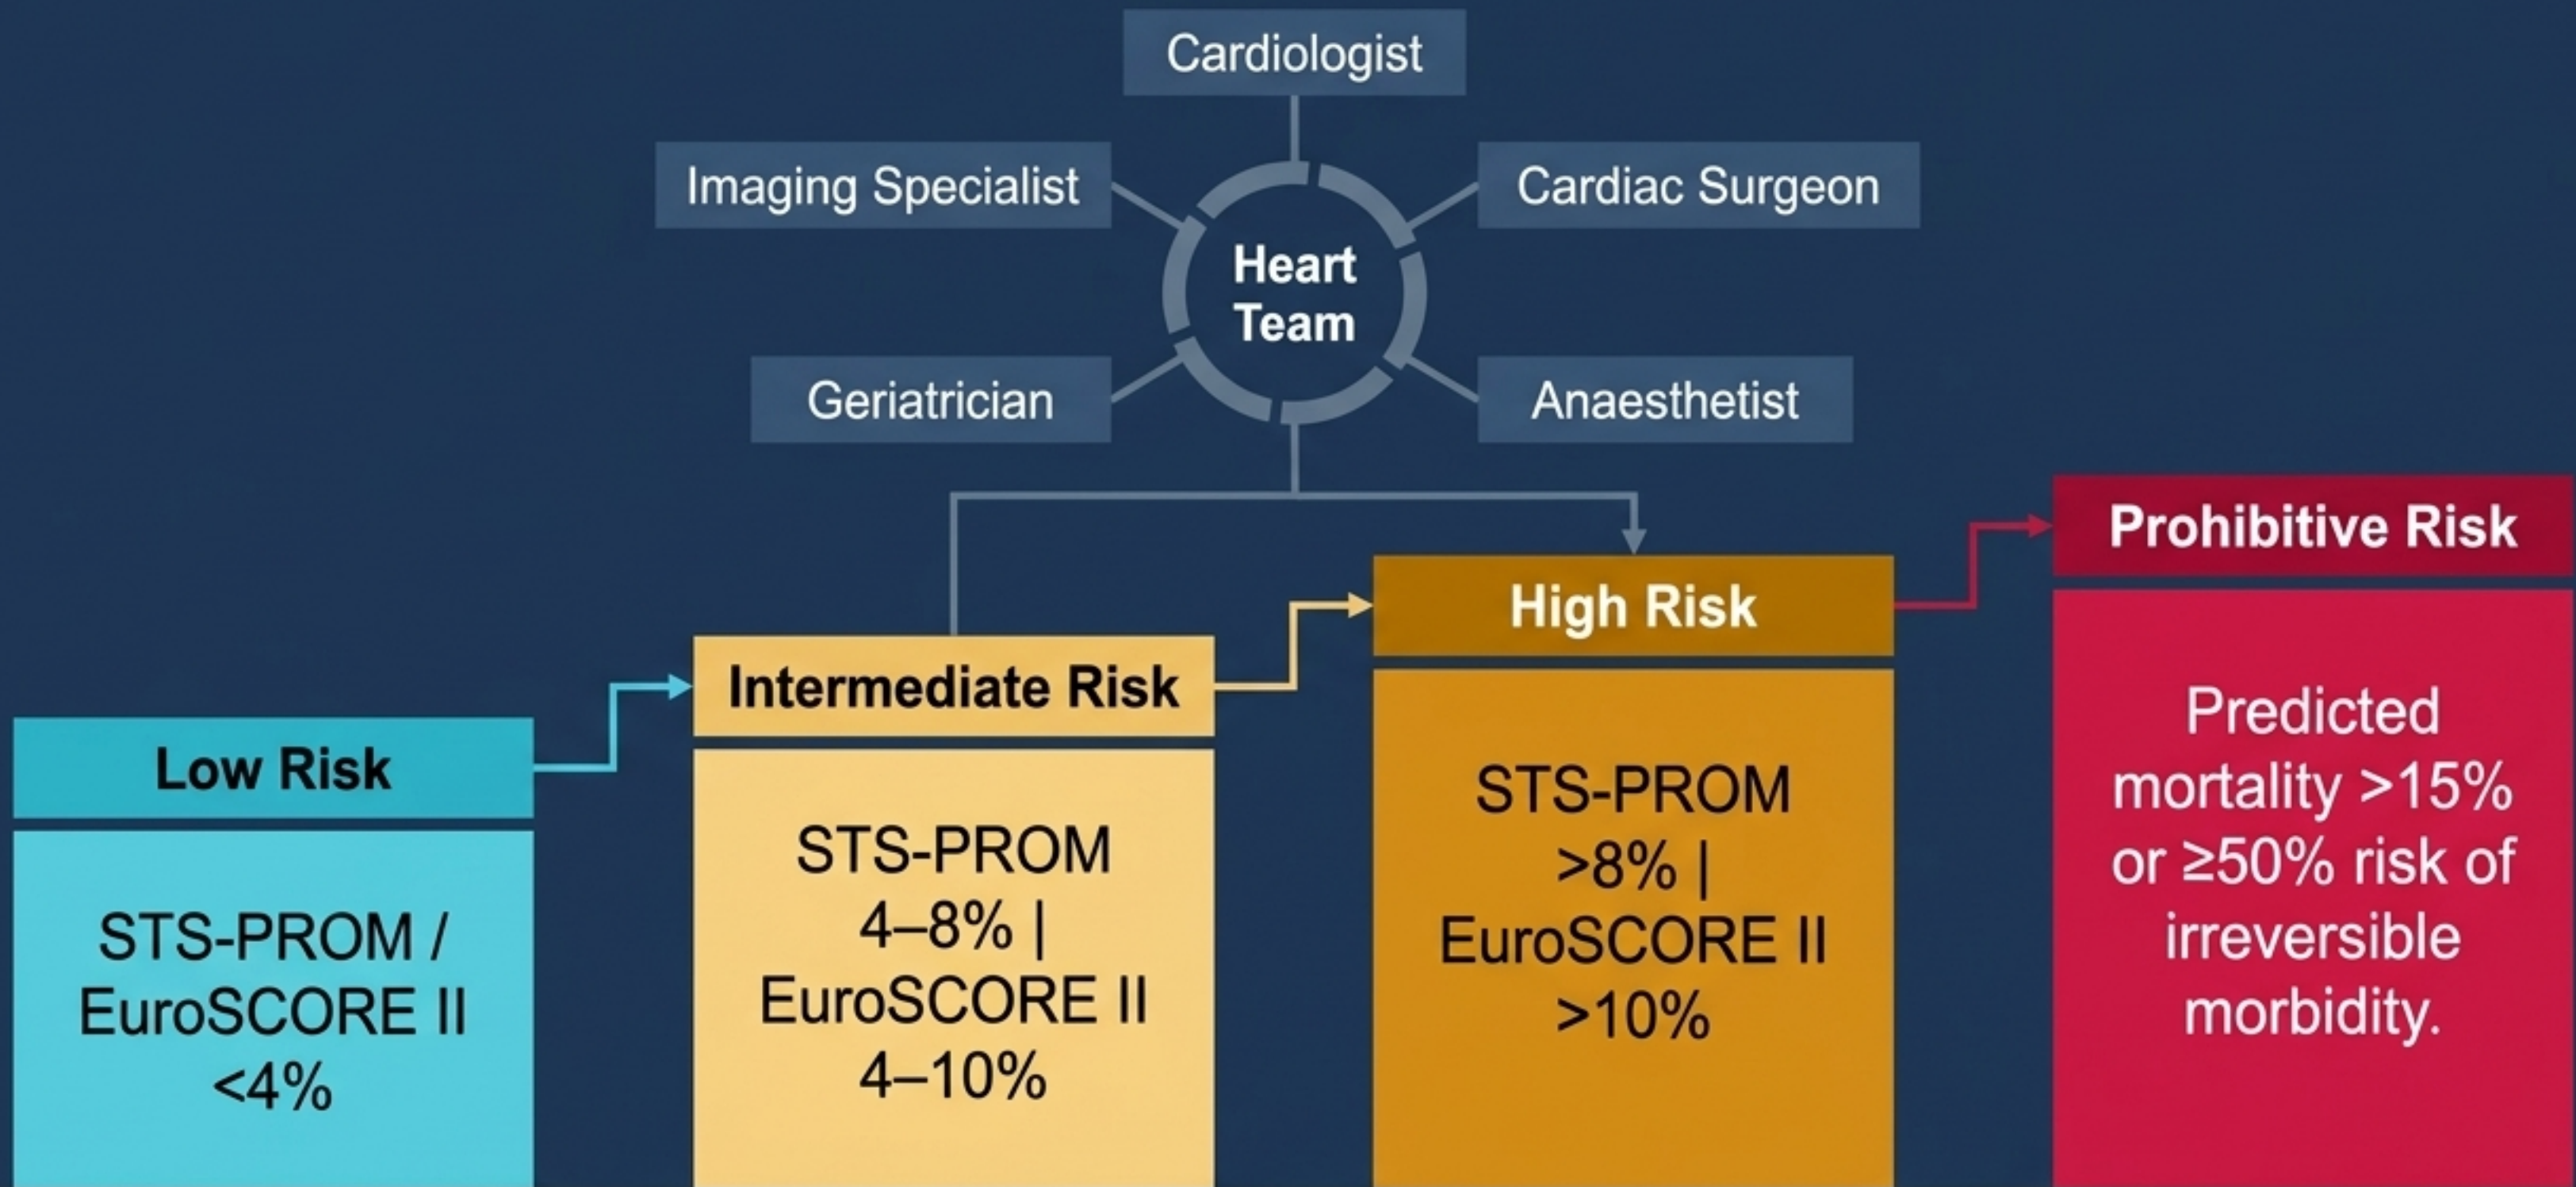 Cardiologist
Imaging Specialist
Cardiac Surgeon
Heart
Team
Geriatrician
Anaesthetist
Low Risk
STS-PROM /
EuroSCORE II
<4%
Intermediate Risk
STS-PROM
4–8% |
EuroSCORE II
4–10%
High Risk
STS-PROM
>8% |
EuroSCORE II
>10%
Prohibitive Risk
Predicted
mortality >15%
or ≥50% risk of
irreversible
morbidity.